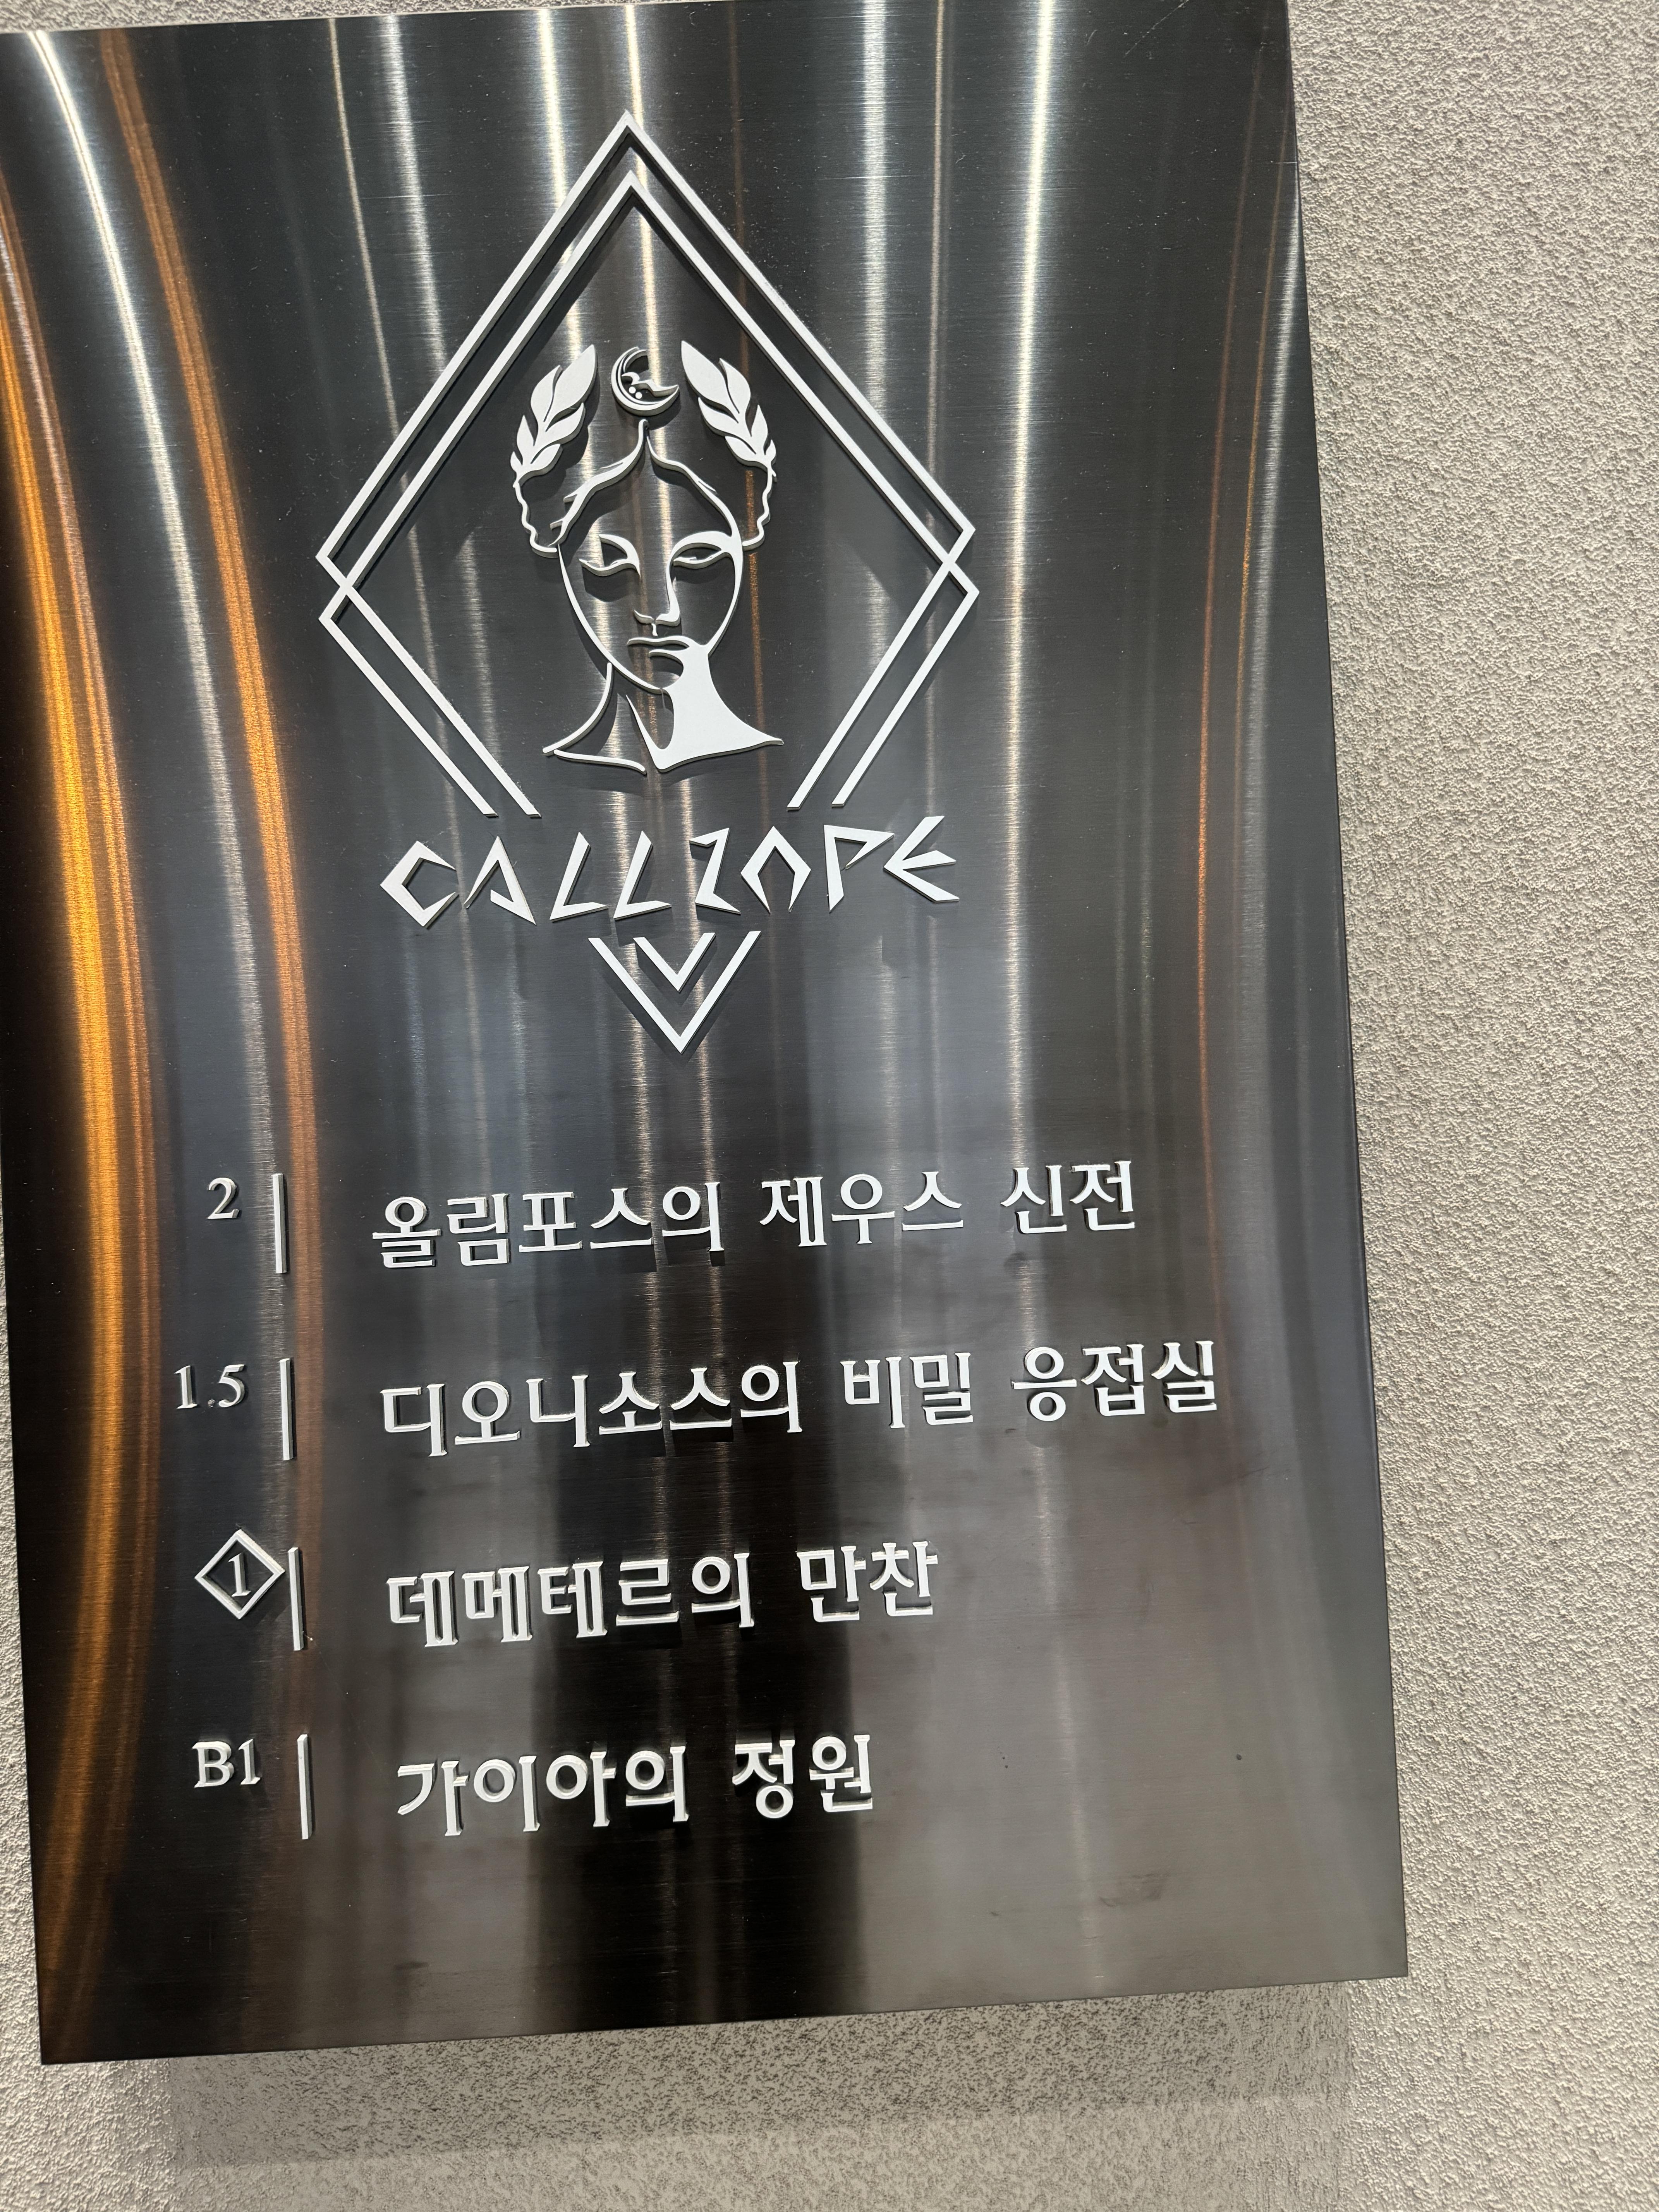 CALLIOPE
2 | 올림포스의 제우스 신전
1.5 | 디오니소스의 비밀 응접실
1 | 데메테르의 만찬
B1 | 가이아의 정원